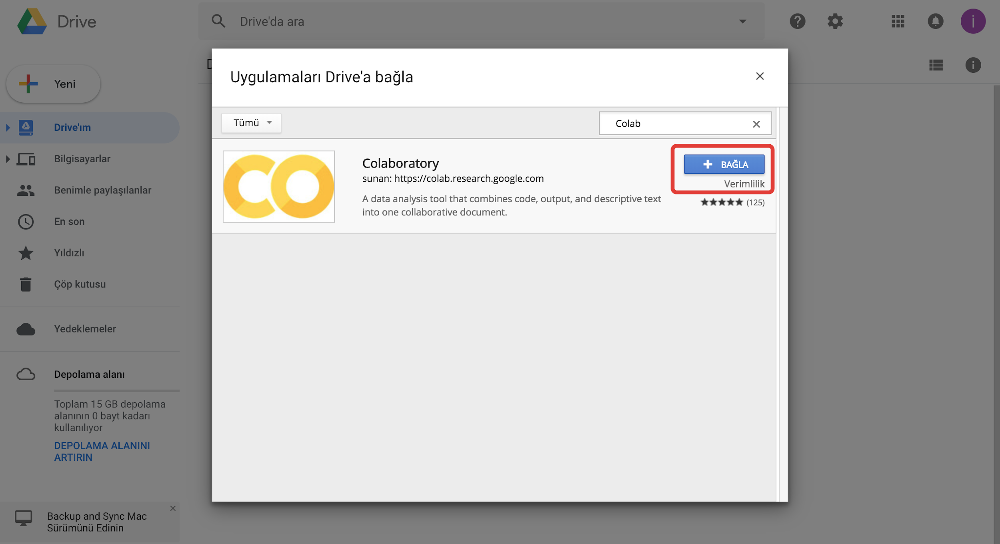 Drive
Drive'da ara
i
Yeni
Drive'ım
Bilgisayarlar
Benimle paylaşılanlar
En son
Yıldızlı
Çöp kutusu
Yedeklemeler
Depolama alanı
Toplam 15 GB depolama
alanının 0 bayt kadarı
kullanılıyor
DEPOLAMA ALANINI
ARTIRIN
Backup and Sync Mac
Sürümünü Edinin
Uygulamaları Drive'a bağla
Tümü
Colab
Colaboratory
sunan: https://colab.research.google.com
A data analysis tool that combines code, output, and descriptive text
into one collaborative document.
BAĞLA
Verimlilik
(125)